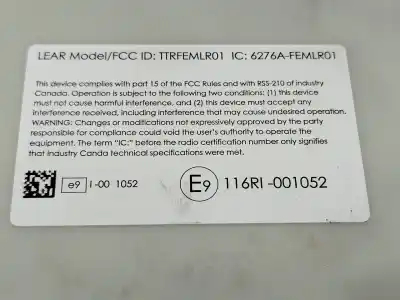 LEAR Model/FCC ID: TTRFEMLR01 IC: 6276A-FEMLR01
This device complies with part 15 of the FCC Rules and with RSS-210 of industry
Canada. Operation is subject to the following two conditions: (1) this device
must not cause harmful interference, and (2) this device must accept any
interference received, including interference that may cause undesired operation.
WARNING: Changes or modifications not expressively approved by the party
responsible for compliance could void the user's authority to operate the
equipment. The term "IC:" before the radio certification number only signifies
that Industry Canda technical specifications were met.
e9 I-00 1052 E9 116RI-001052